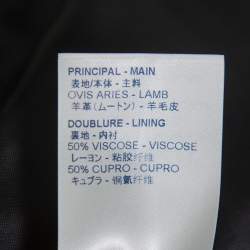 PRINCIPAL - MAIN
表地/本体 - 主料
OVIS ARIES - LAMB
羊革 (ムートン) - 羊毛皮
DOUBLURE - LINING
裏地 - 内衬
50% VISCOSE - VISCOSE
レーヨン - 粘胶纤维
50% CUPRO - CUPRO
キュプラ - 铜氨纤维